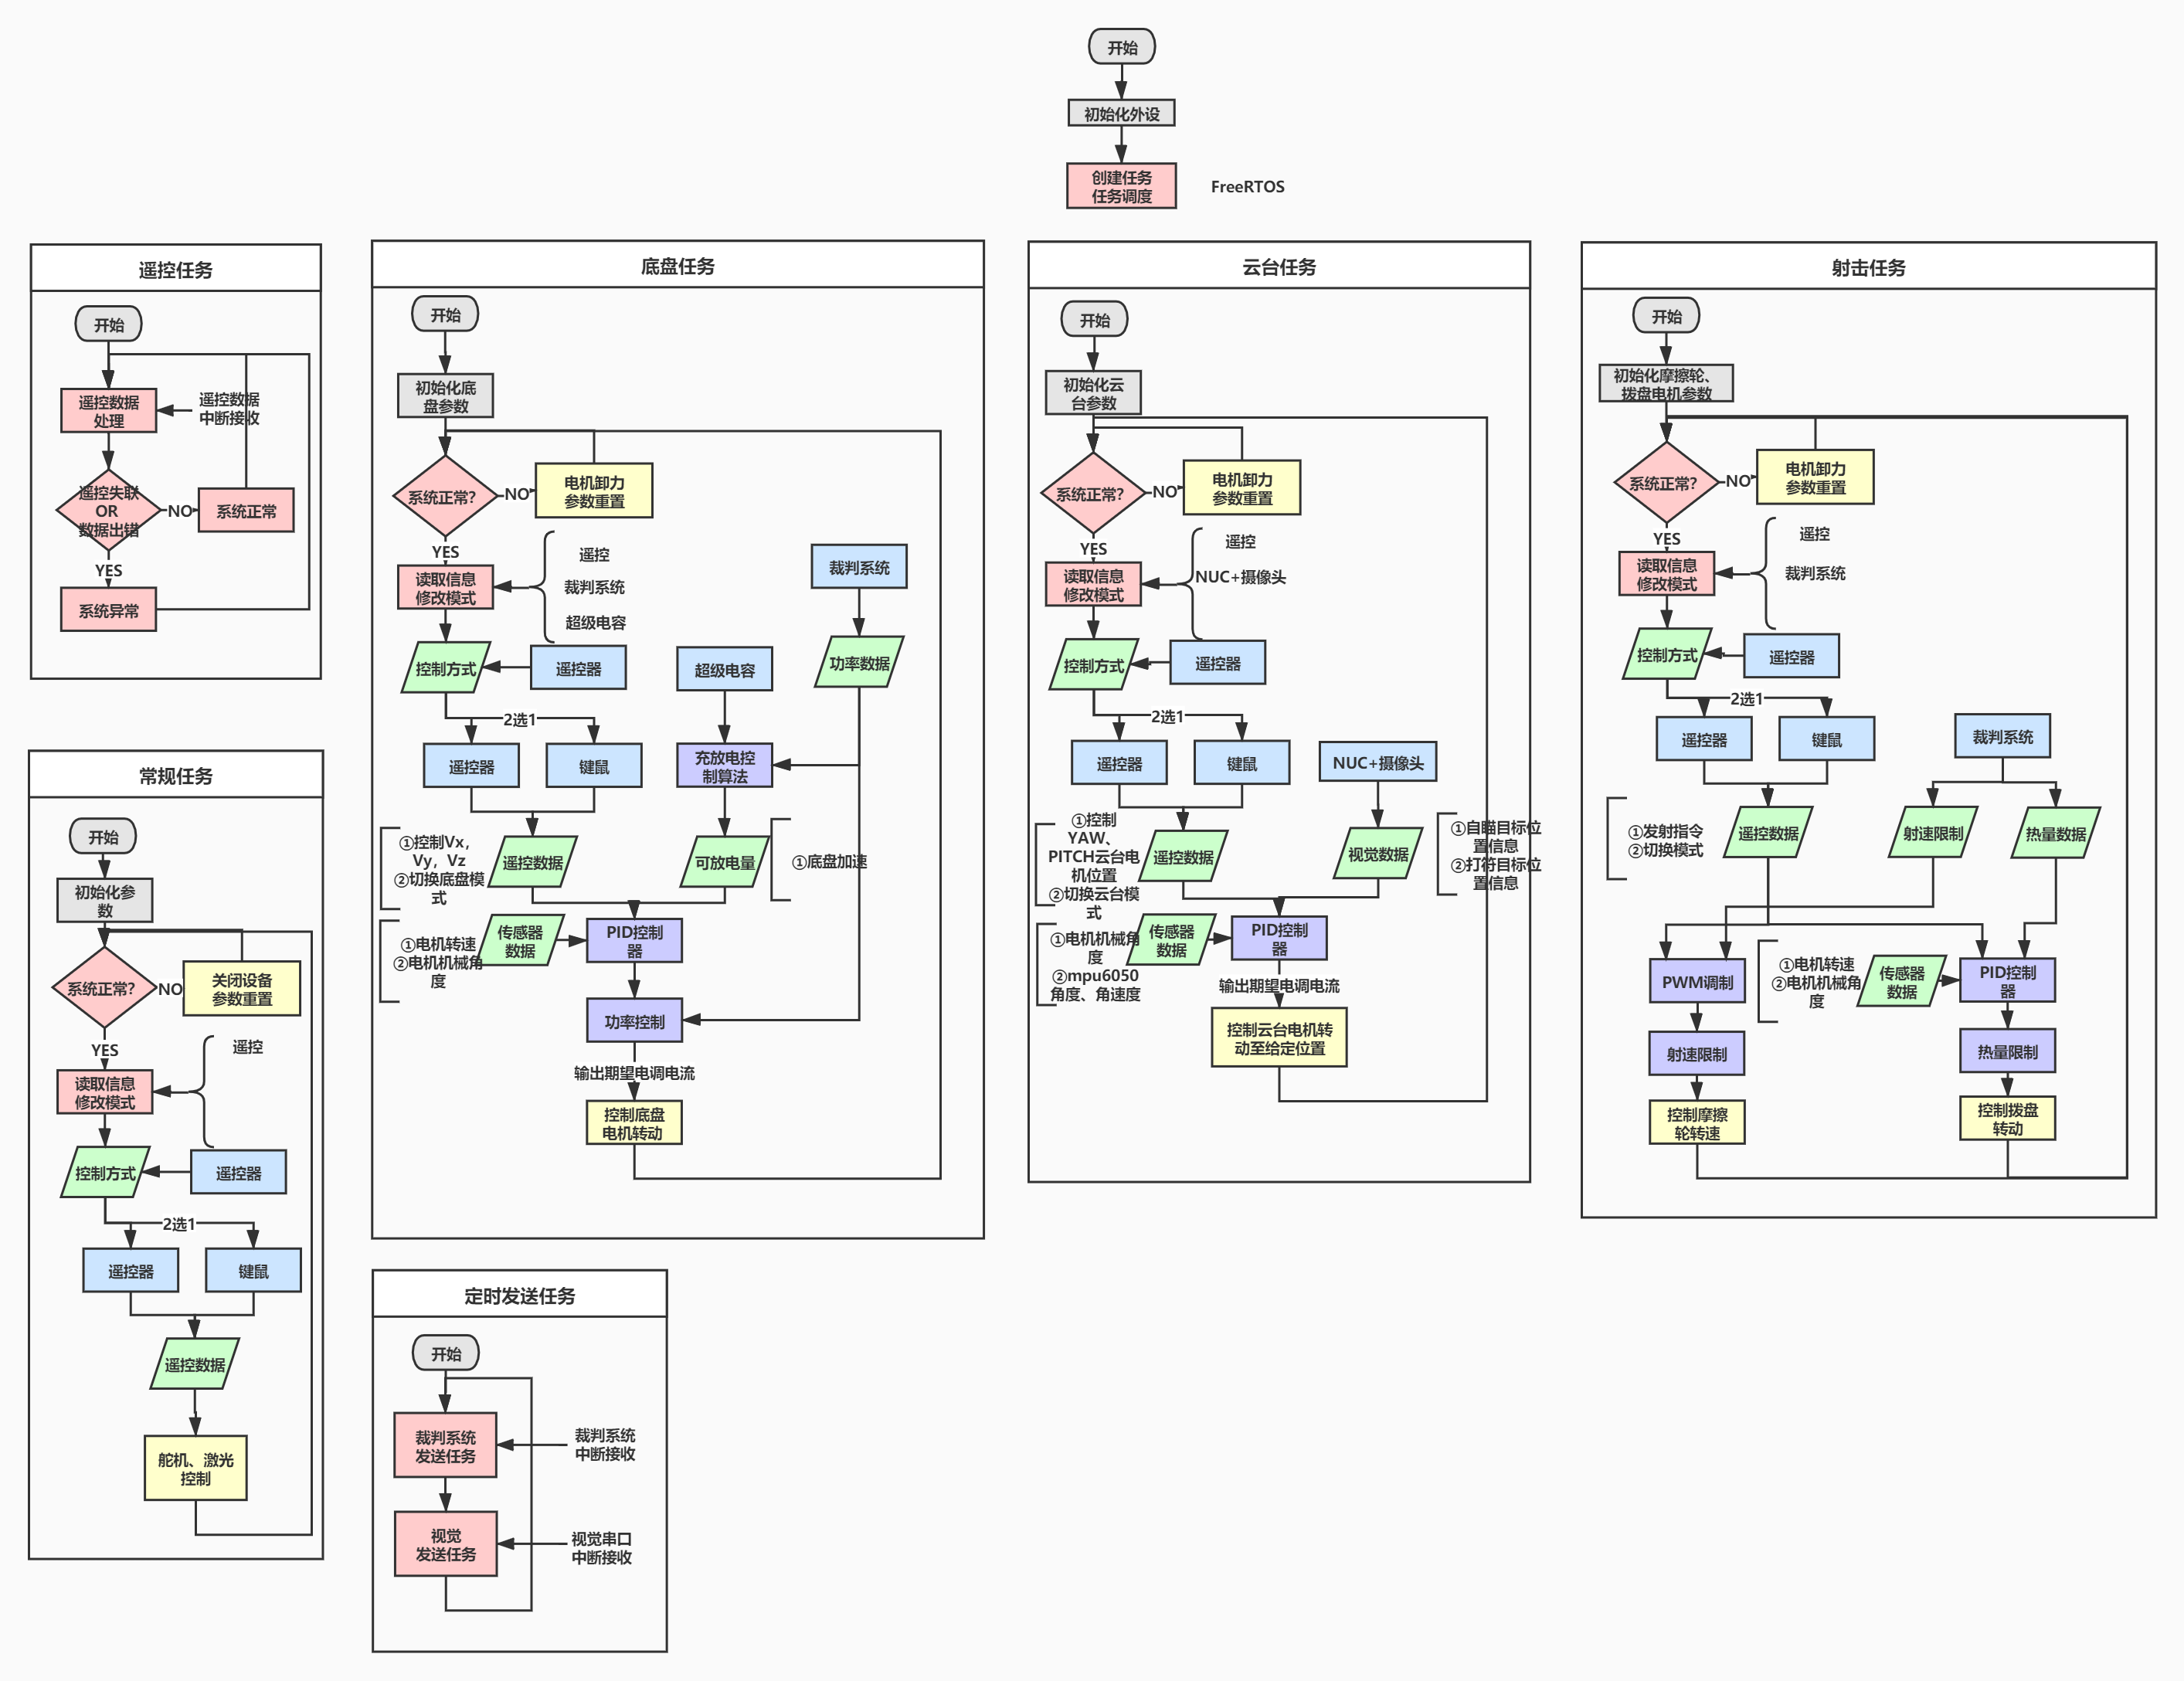 开始
初始化外设
创建任务
任务调度
FreeRTOS
遥控任务
开始
遥控数据
处理
遥控数据
中断接收
遥控失联
OR
数据出错
NO
系统正常
YES
系统异常
常规任务
开始
初始化参
数
系统正常?
NO
关闭设备
参数重置
YES
遥控
读取信息
修改模式
控制方式
遥控器
2选1
遥控器
键鼠
遥控数据
舵机、激光
控制
底盘任务
开始
初始化底
盘参数
系统正常?
NO
电机卸力
参数重置
YES
遥控
裁判系统
超级电容
读取信息
修改模式
控制方式
遥控器
2选1
遥控器
键鼠
超级电容
裁判系统
功率数据
充放电控
制算法
①控制Vx,
Vy, Vz
②切换底盘模
式
遥控数据
可放电量
①底盘加速
①电机转速
②电机机械角
度
传感器
数据
PID控制
器
功率控制
输出期望电调电流
控制底盘
电机转动
定时发送任务
开始
裁判系统
发送任务
裁判系统
中断接收
视觉
发送任务
视觉串口
中断接收
云台任务
开始
初始化云
台参数
系统正常?
NO
电机卸力
参数重置
YES
遥控
NUC+摄像头
读取信息
修改模式
控制方式
遥控器
2选1
遥控器
键鼠
NUC+摄像头
①控制
YAW、
PITCH云台电
机位置
②切换云台模
式
遥控数据
视觉数据
①自瞄目标位
置信息
②打符目标位
置信息
①电机机械角
度
②mpu6050
角度、角速度
传感器
数据
PID控制
器
输出期望电调电流
控制云台电机转
动至给定位置
射击任务
开始
初始化摩擦轮、
拨盘电机参数
系统正常?
NO
电机卸力
参数重置
YES
遥控
裁判系统
读取信息
修改模式
控制方式
遥控器
2选1
遥控器
键鼠
裁判系统
①发射指令
②切换模式
遥控数据
射速限制
热量数据
PWM调制
①电机转速
②电机机械角
度
传感器
数据
PID控制
器
射速限制
热量限制
控制摩擦
轮转速
控制拨盘
转动